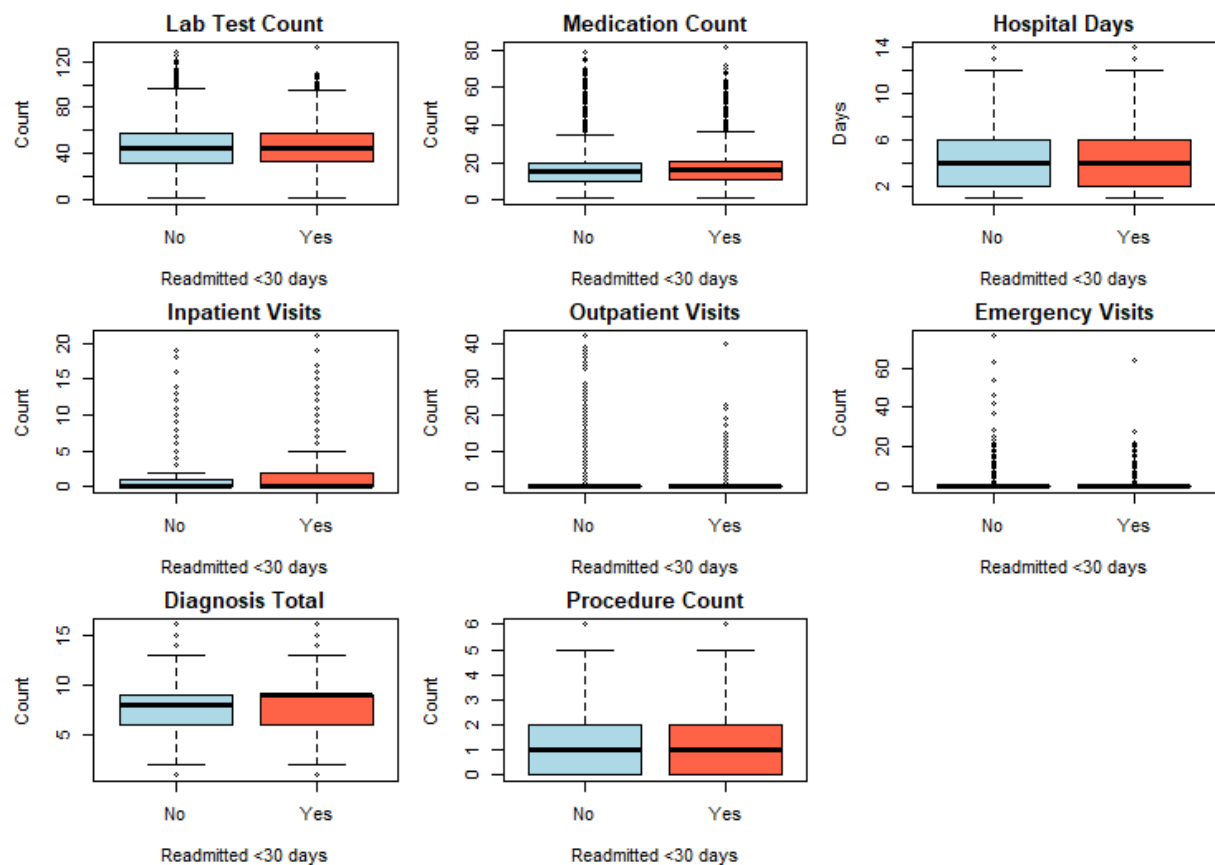 Lab Test Count
Count
120
80
40
0
No Yes
Readmitted <30 days
Medication Count
Count
80
60
40
20
0
No Yes
Readmitted <30 days
Hospital Days
Days
14
10
6
2
No Yes
Readmitted <30 days
Inpatient Visits
Count
20
15
10
5
0
No Yes
Readmitted <30 days
Outpatient Visits
Count
40
30
20
10
0
No Yes
Readmitted <30 days
Emergency Visits
Count
60
40
20
0
No Yes
Readmitted <30 days
Diagnosis Total
Count
15
10
5
No Yes
Readmitted <30 days
Procedure Count
Count
6
5
4
3
2
1
0
No Yes
Readmitted <30 days